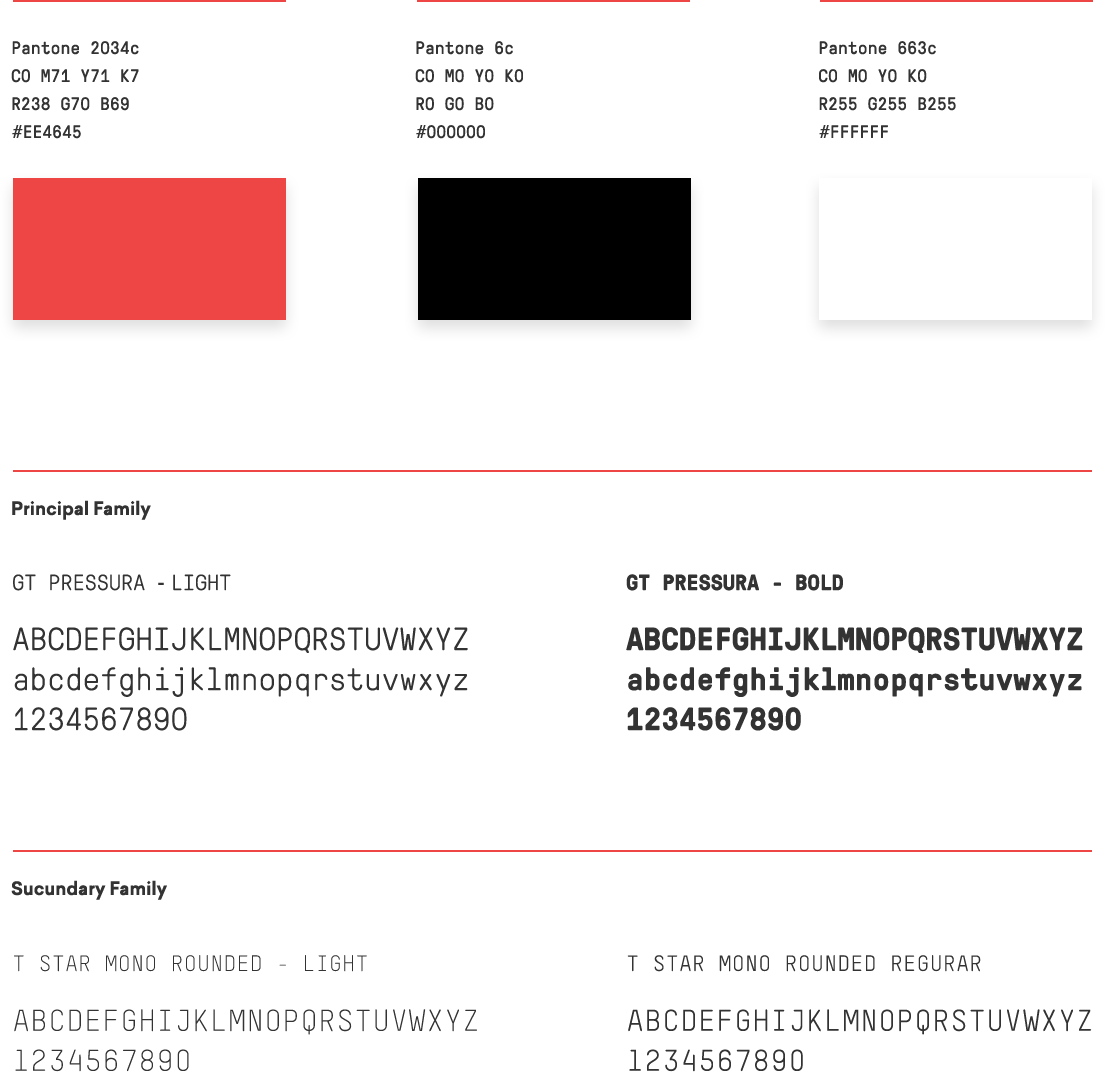 Pantone 2034c
C0 M71 Y71 K7
R238 G70 B69
#EE4645
Pantone 6c
C0 M0 Y0 K0
R0 G0 B0
#000000
Pantone 663c
C0 M0 Y0 K0
R255 G255 B255
#FFFFFF
Principal Family
GT PRESSURA - LIGHT
ABCDEFGHIJKLMNOPQRSTUVWXYZ
abcdefghijklmnopqrstuvwxyz
1234567890
GT PRESSURA - BOLD
ABCDEFGHIJKLMNOPQRSTUVWXYZ
abcdefghijklmnopqrstuvwxyz
1234567890
Sucundary Family
T STAR MONO ROUNDED - LIGHT
ABCDEFGHIJKLMNOPQRSTUVWXYZ
1234567890
T STAR MONO ROUNDED REGURAR
ABCDEFGHIJKLMNOPQRSTUVWXYZ
1234567890